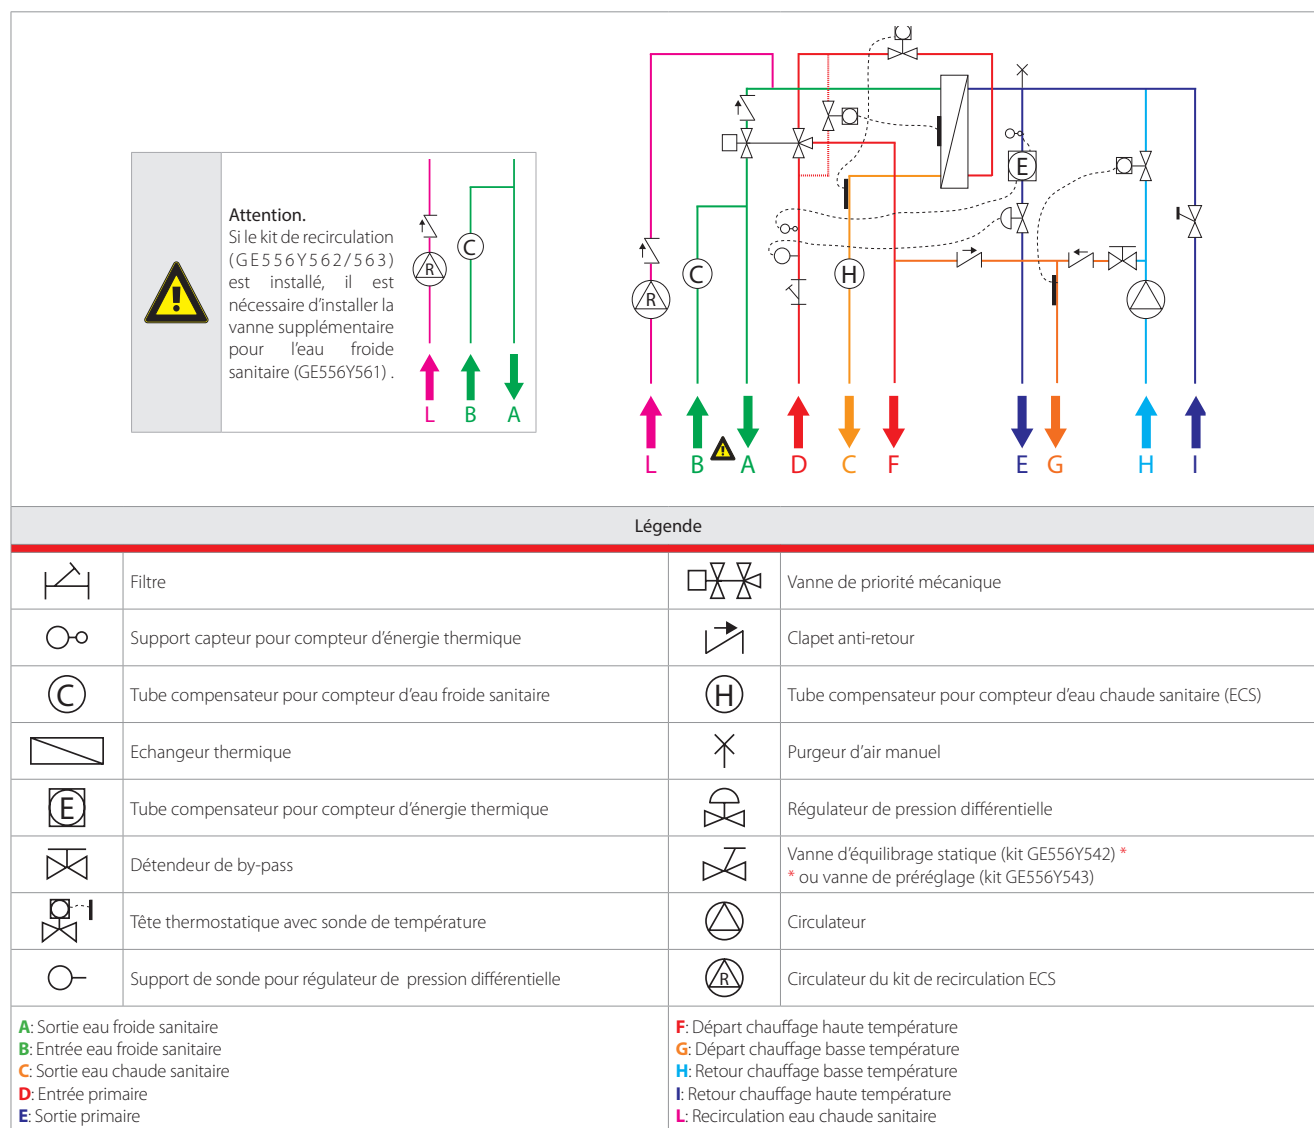 Attention.
Si le kit de recirculation
(GE556Y562/563)
est installé, il est
nécessaire d'installer la
vanne supplémentaire
pour l'eau froide
sanitaire (GE556Y561) .
R
C
L B A
E
C
H
R
L B A D C F E G H I
Légende
Filtre
Vanne de priorité mécanique
Support capteur pour compteur d'énergie thermique
Clapet anti-retour
C
Tube compensateur pour compteur d'eau froide sanitaire
H
Tube compensateur pour compteur d'eau chaude sanitaire (ECS)
Echangeur thermique
Purgeur d'air manuel
E
Tube compensateur pour compteur d'énergie thermique
Régulateur de pression différentielle
Détendeur de by-pass
Vanne d'équilibrage statique (kit GE556Y542) *
* ou vanne de préréglage (kit GE556Y543)
Tête thermostatique avec sonde de température
Circulateur
Support de sonde pour régulateur de pression différentielle
R
Circulateur du kit de recirculation ECS
A: Sortie eau froide sanitaire
B: Entrée eau froide sanitaire
C: Sortie eau chaude sanitaire
D: Entrée primaire
E: Sortie primaire
F: Départ chauffage haute température
G: Départ chauffage basse température
H: Retour chauffage basse température
I: Retour chauffage haute température
L: Recirculation eau chaude sanitaire